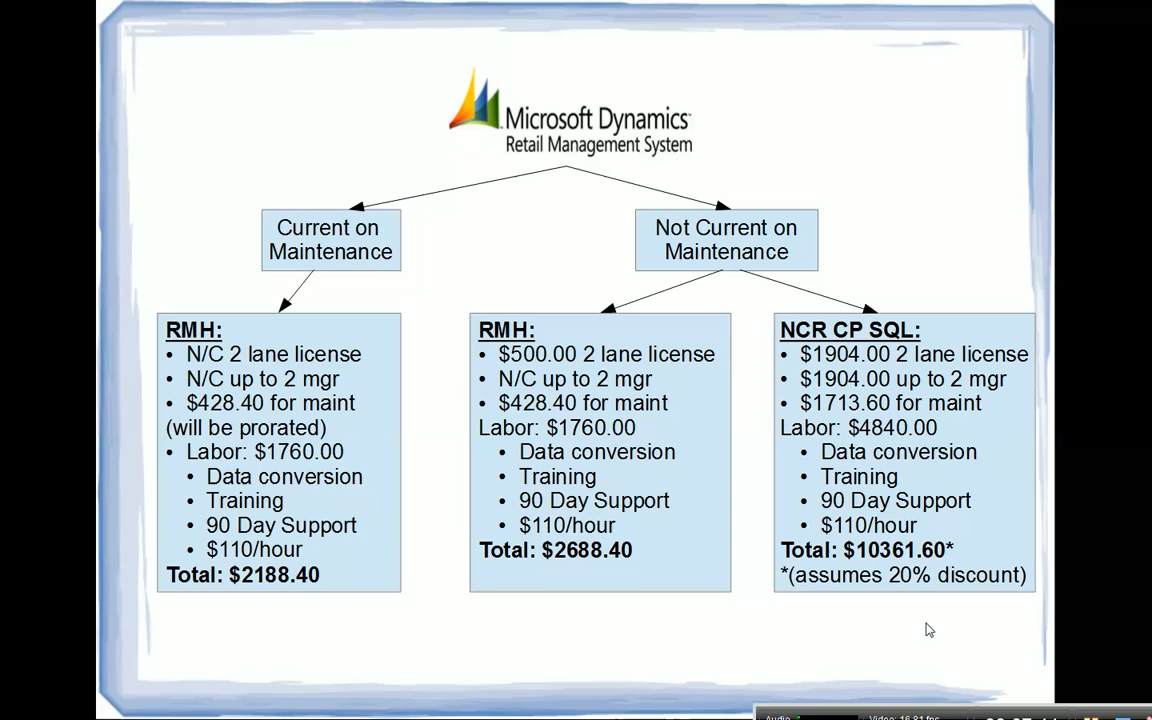 Microsoft Dynamics
Retail Management System
Current on
Maintenance
Not Current on
Maintenance
RMH:
• N/C 2 lane license
• N/C up to 2 mgr
• $428.40 for maint
(will be prorated)
• Labor: $1760.00
• Data conversion
• Training
• 90 Day Support
• $110/hour
Total: $2188.40
RMH:
• $500.00 2 lane license
• N/C up to 2 mgr
• $428.40 for maint
Labor: $1760.00
• Data conversion
• Training
• 90 Day Support
• $110/hour
Total: $2688.40
NCR CP SQL:
• $1904.00 2 lane license
• $1904.00 up to 2 mgr
• $1713.60 for maint
Labor: $4840.00
• Data conversion
• Training
• 90 Day Support
• $110/hour
Total: $10361.60*
*(assumes 20% discount)
Audio
Video: 16.81 fps